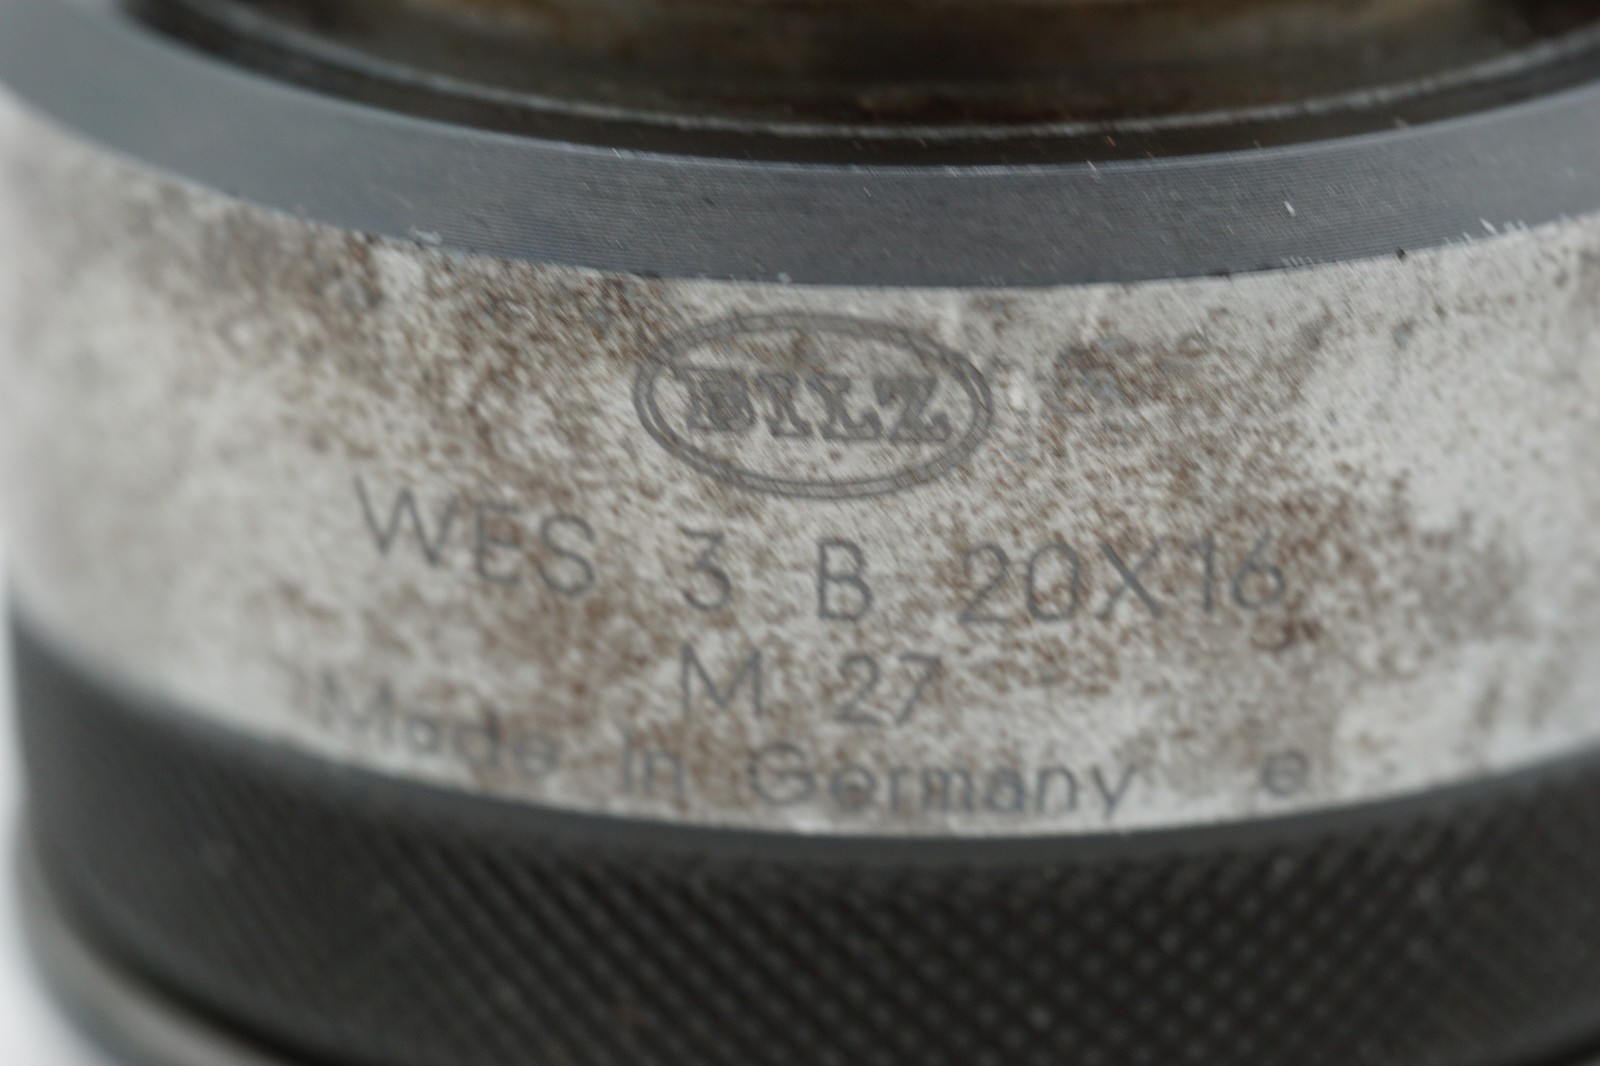 BILZ
WES 3 B 20X16
M 27
Made in Germany e